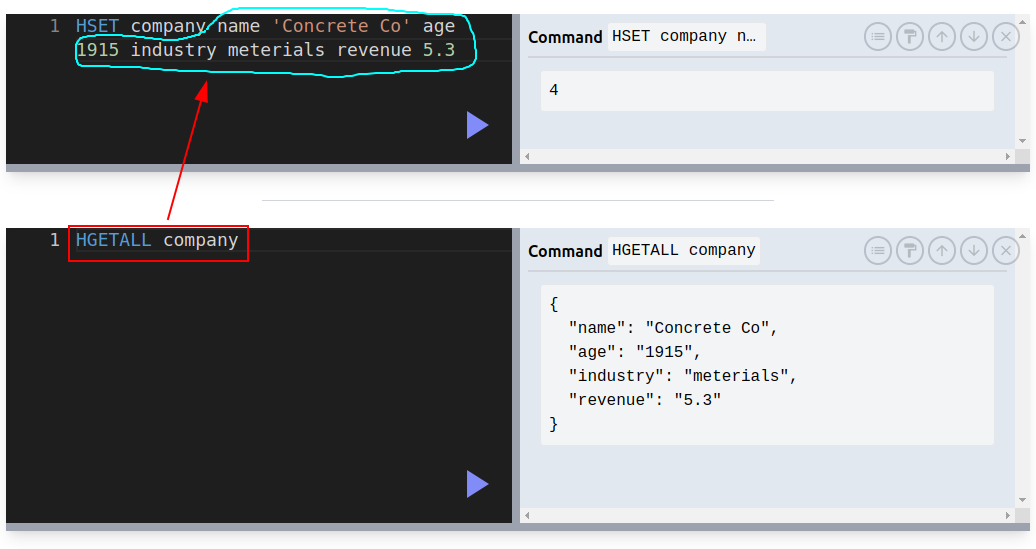 1 HSET company name 'Concrete Co' age
1915 industry meterials revenue 5.3
Command HSET company n…
4
1 HGETALL company
Command HGETALL company
{
"name": "Concrete Co",
"age": "1915",
"industry": "meterials",
"revenue": "5.3"
}